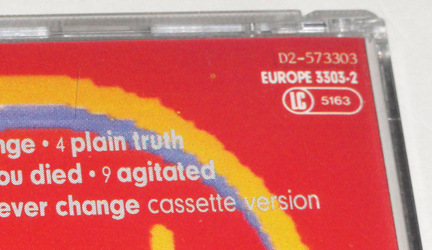 D2-573303
EUROPE 3303-2
LC 5163
nge • 4 plain truth
ou died • 9 agitated
ever change cassette version